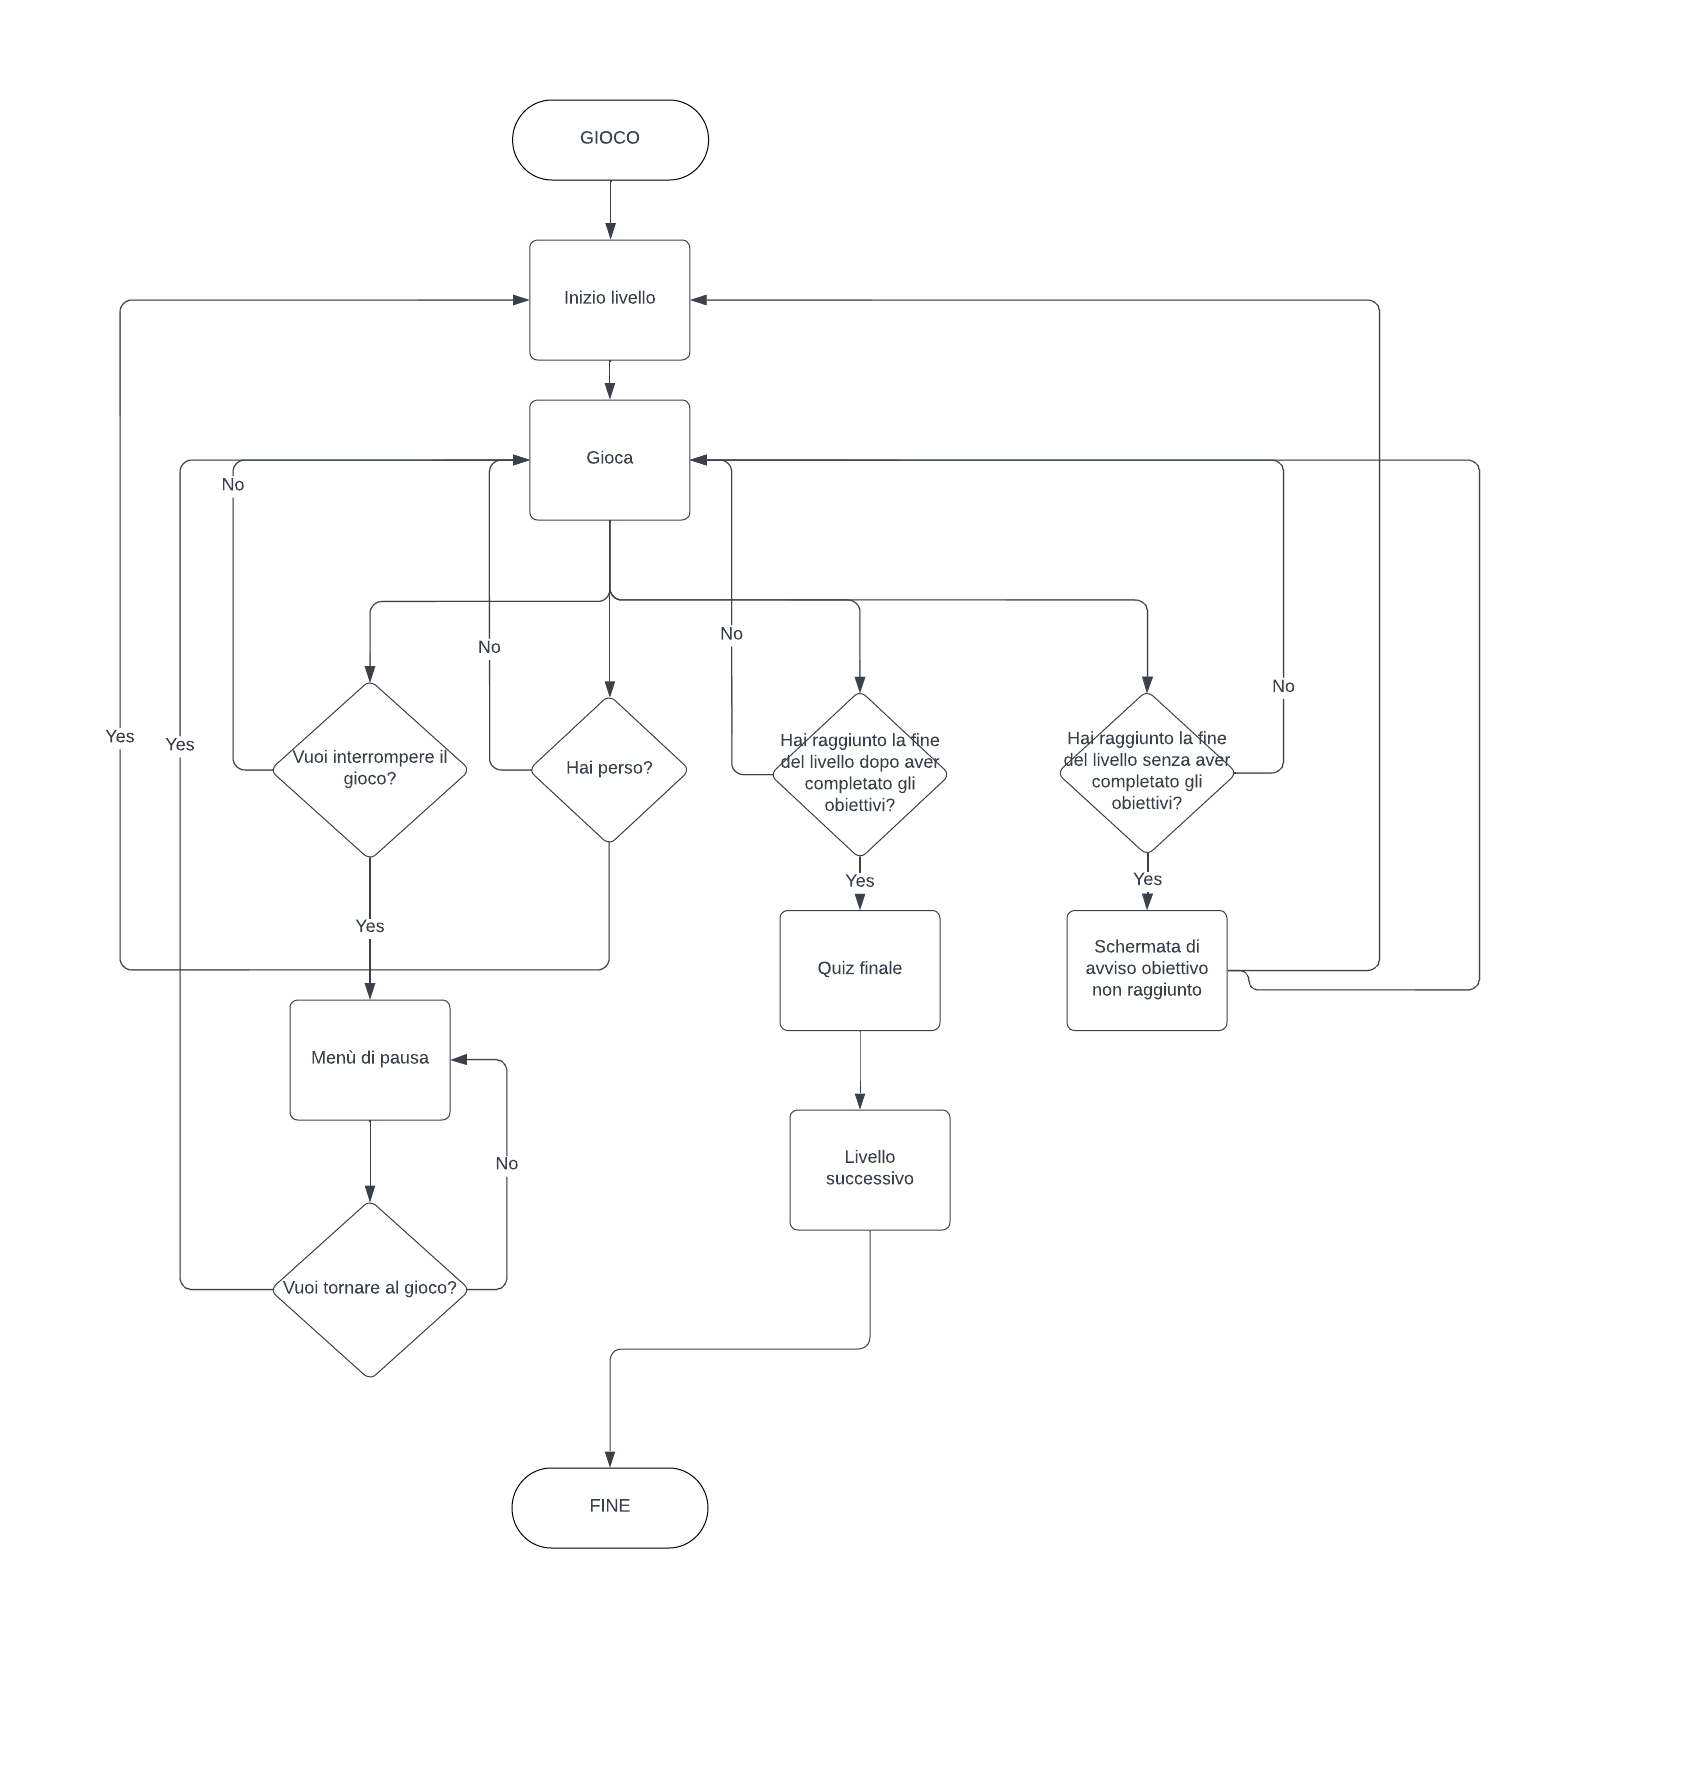 GIOCO
Inizio livello
Gioca
No
No
No
No
Yes
Yes
Vuoi interrompere il
gioco?
Hai perso?
Hai raggiunto la fine
del livello dopo aver
completato gli
obiettivi?
Hai raggiunto la fine
del livello senza aver
completato gli
obiettivi?
Yes
Yes
Yes
Quiz finale
Schermata di
avviso obiettivo
non raggiunto
Menù di pausa
No
Livello
successivo
Vuoi tornare al gioco?
FINE